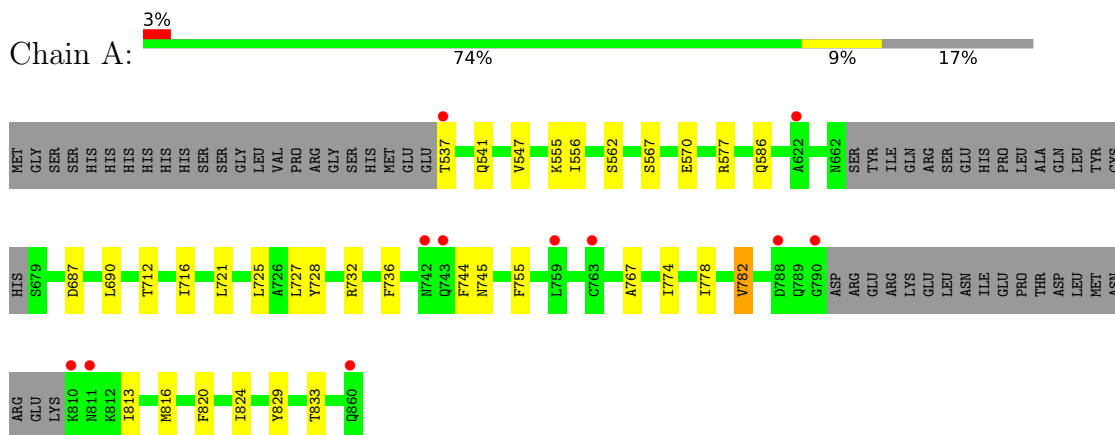 3%
Chain A:
74% 9% 17%
MET GLY SER SER HIS HIS HIS HIS HIS HIS SER SER GLY LEU VAL PRO ARG GLY SER HIS MET GLU GLU T537 Q541 V547 K555 I556 S562 S567 E570 R577 Q586 A622 N662 SER TYR ILE GLN ARG SER GLU HIS PRO LEU ALA GLN LEU TYR CYS
HIS S679 D687 L690 T712 I716 L721 L725 A726 L727 Y728 R732 F736 N742 Q743 F744 N745 F755 L759 C763 A767 I774 I778 V782 D788 Q789 G790 ASP ARG GLU ARG LYS GLU LEU ASN ILE GLU PRO THR ASP LEU MET ASN
ARG GLU LYS K810 N811 K812 I813 M816 F820 I824 Y829 T833 Q860